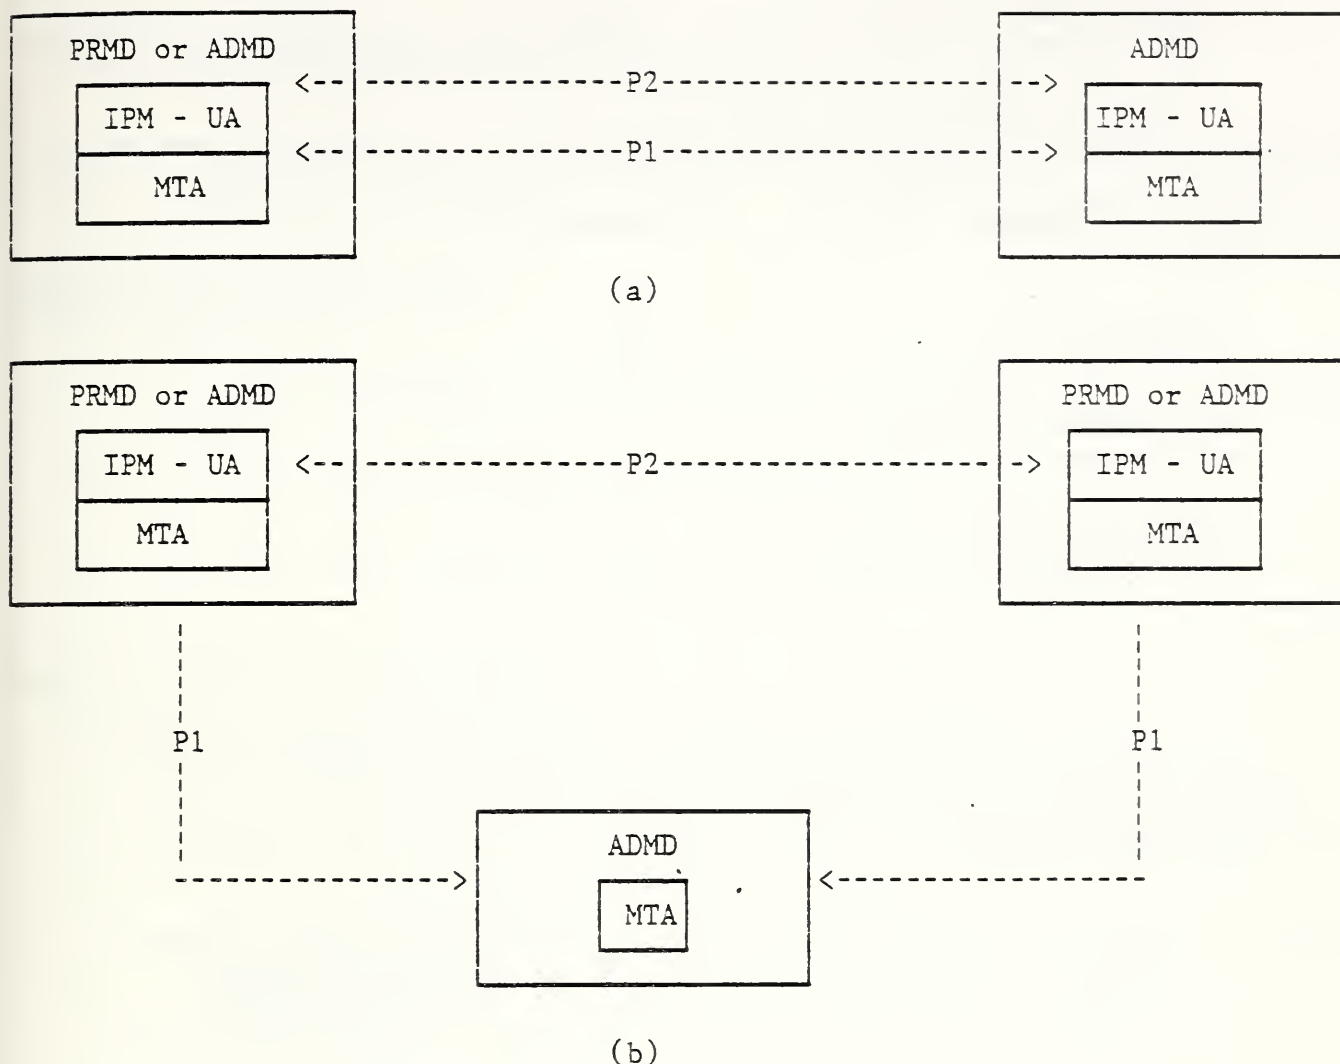 PRMD or ADMD
ADMD
P2
IPM - UA
IPM - UA
P1
MTA
MTA
(a)
PRMD or ADMD
PRMD or ADMD
IPM - UA
P2
IPM - UA
MTA
MTA
P1
P1
ADMD
MTA
(b)